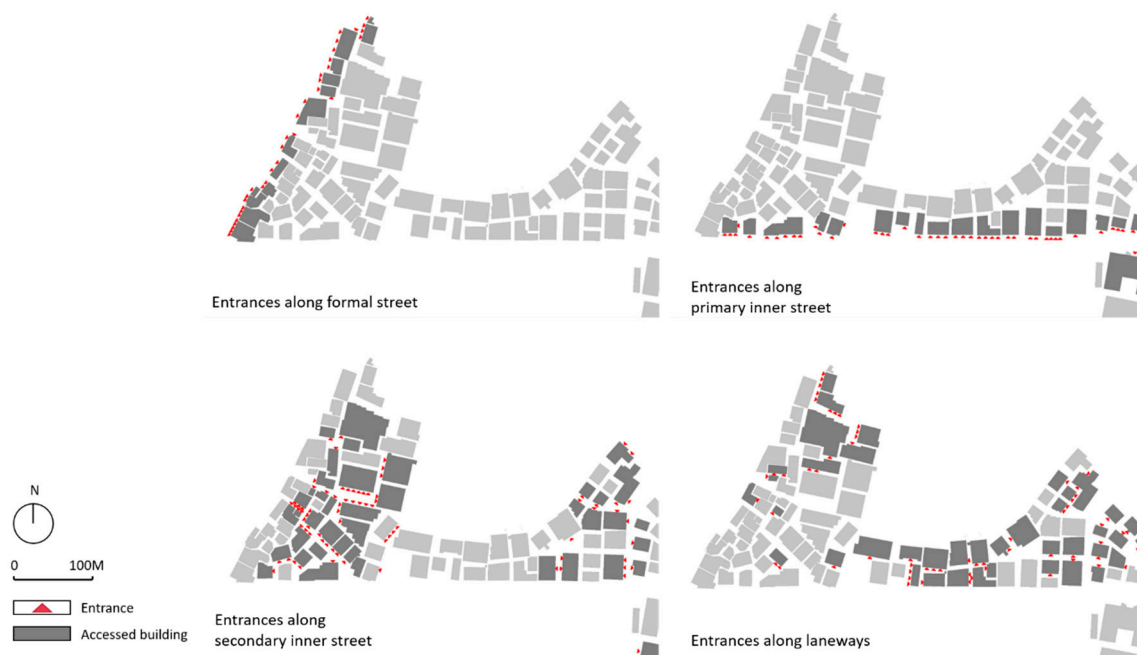 Entrances along formal street
Entrances along
primary inner street
N
0 100M
Entrance
Accessed building
Entrances along
secondary inner street
Entrances along laneways